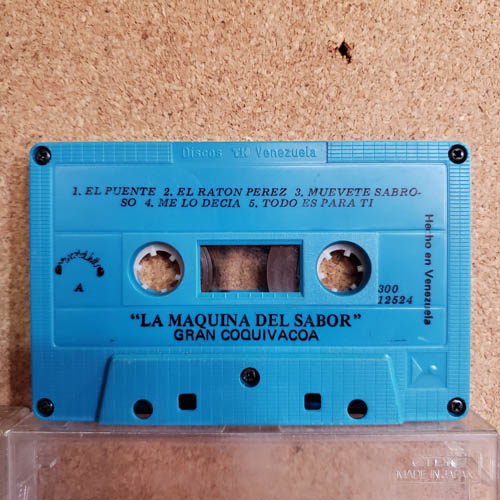 Discos TH Venezuela
1. EL PUENTE 2. EL RATON PEREZ 3. MUEVETE SABRO-
SO 4. ME LO DECIA 5. TODO ES PARA TI
A
Hecho en Venezuela
300
12524
"LA MAQUINA DEL SABOR"
GRAN COQUIVACOA
TDK
MADE IN JAPAN